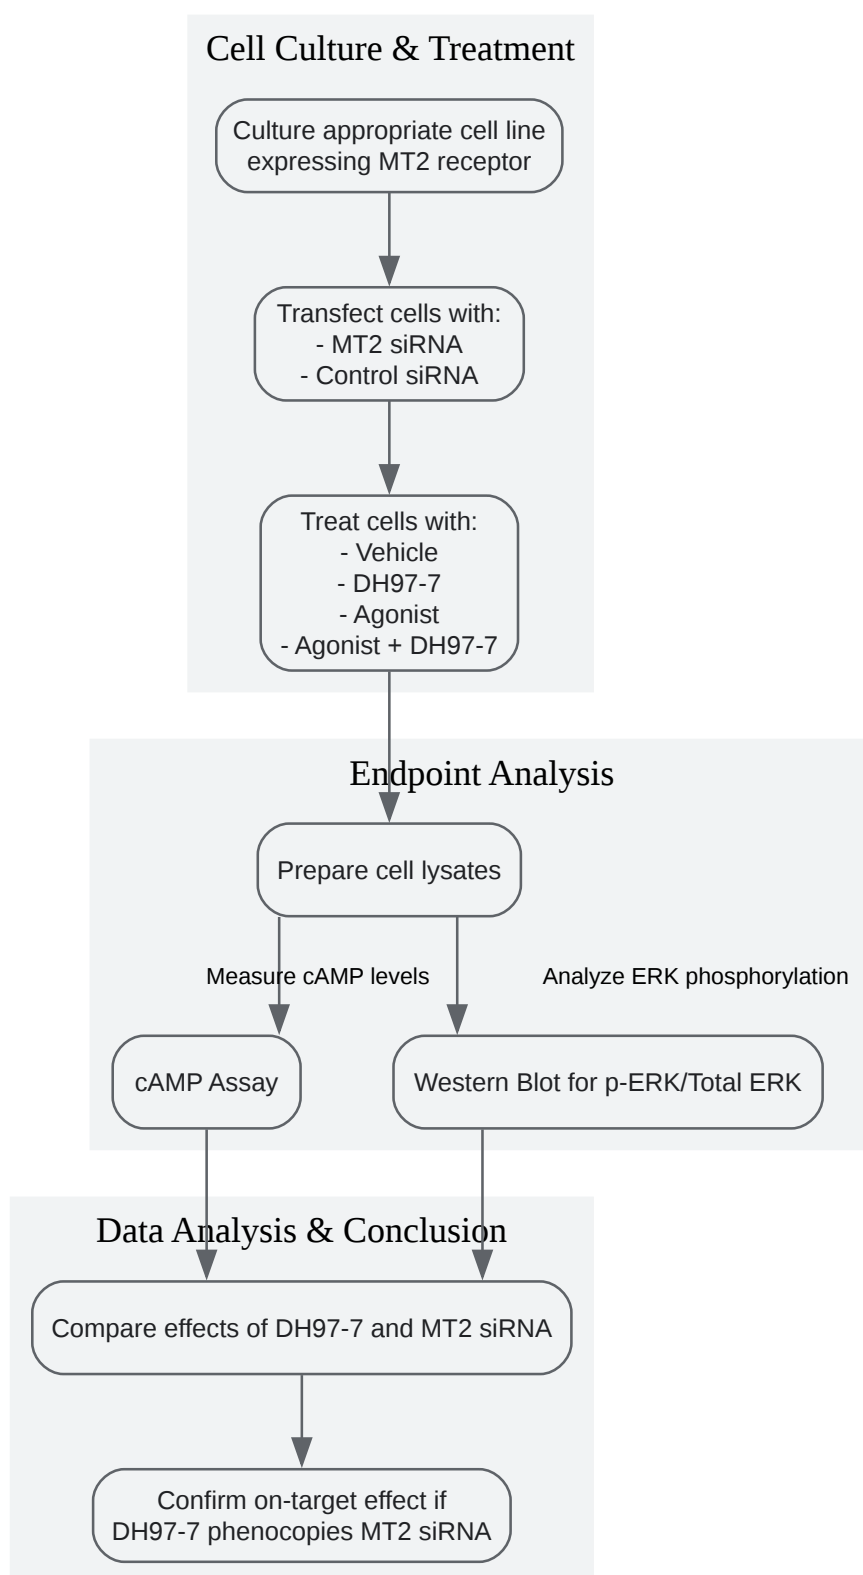 Cell Culture & Treatment
Culture appropriate cell line
expressing MT2 receptor
Transfect cells with:
- MT2 siRNA
- Control siRNA
Treat cells with:
- Vehicle
- DH97-7
- Agonist
- Agonist + DH97-7
Endpoint Analysis
Prepare cell lysates
Measure cAMP levels
Analyze ERK phosphorylation
cAMP Assay
Western Blot for p-ERK/Total ERK
Data Analysis & Conclusion
Compare effects of DH97-7 and MT2 siRNA
Confirm on-target effect if
DH97-7 phenocopies MT2 siRNA